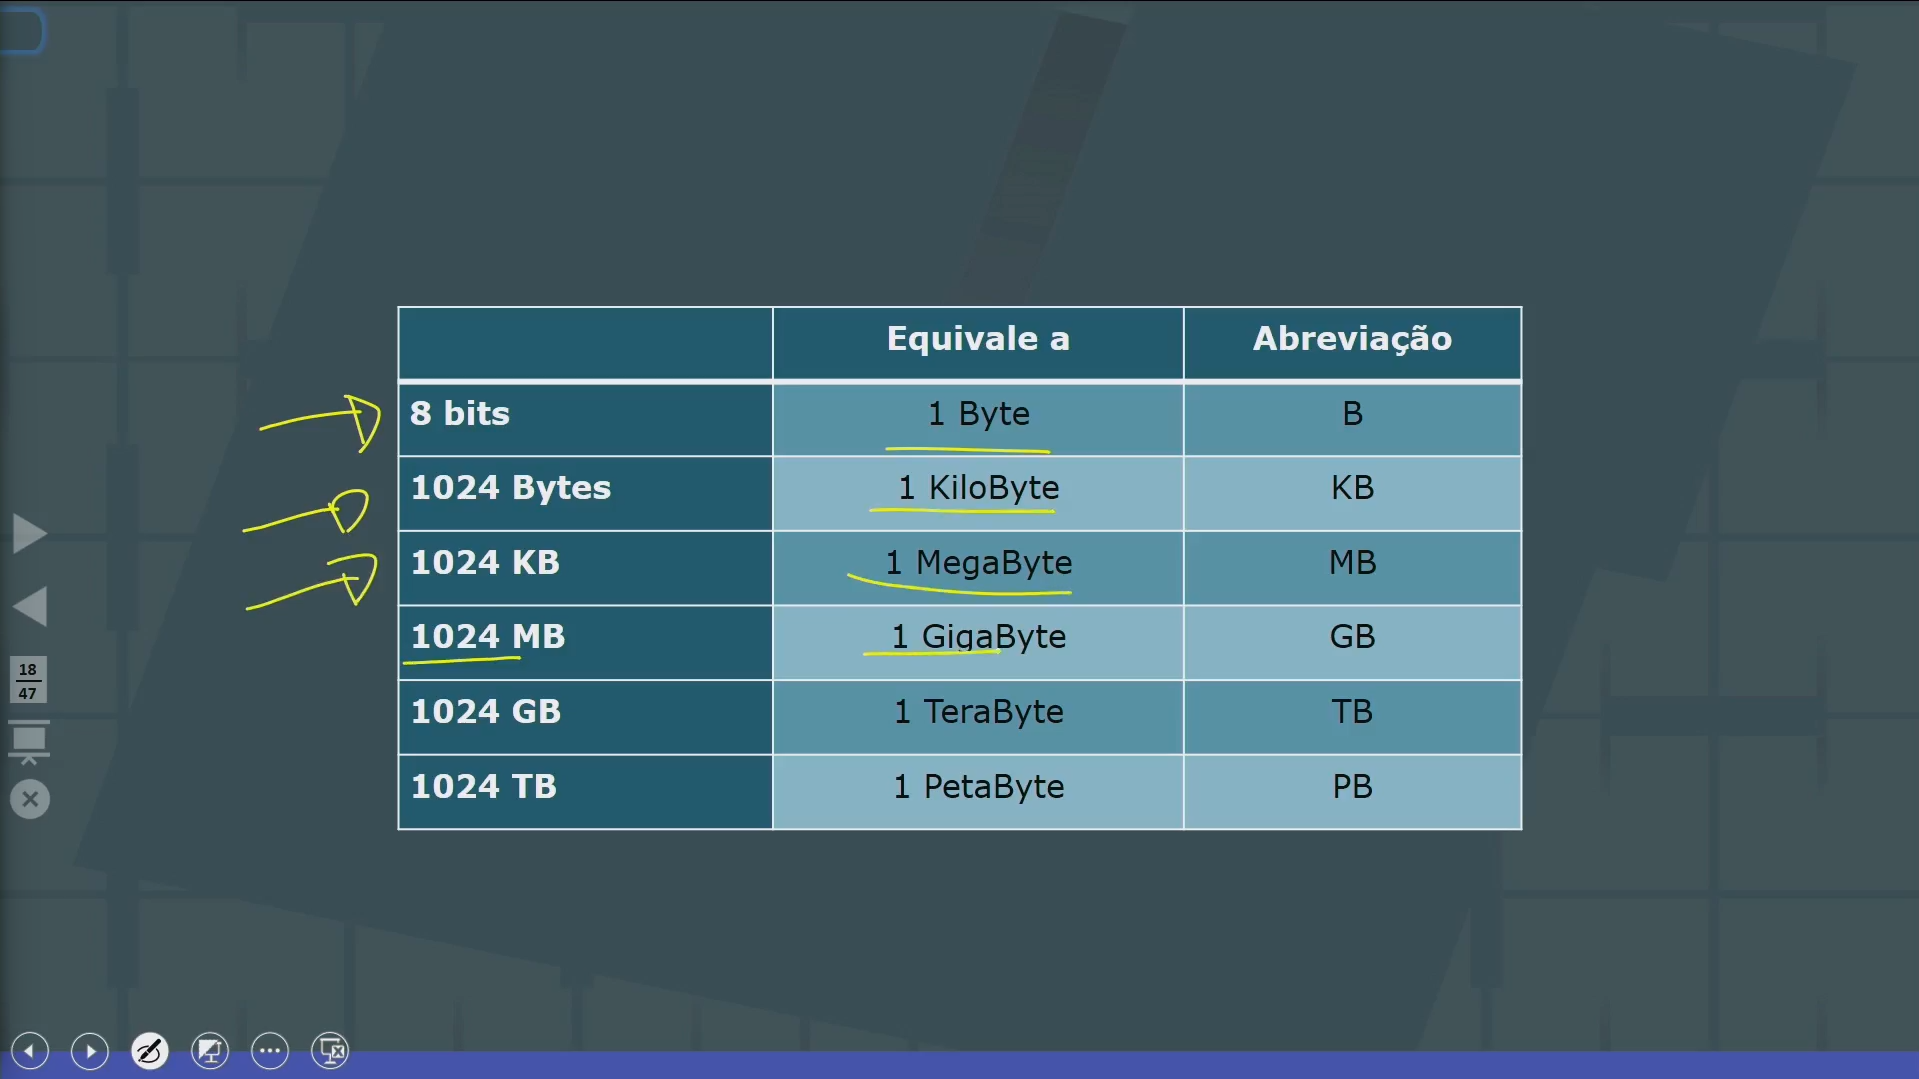 Equivale a Abreviação
8 bits 1 Byte B
1024 Bytes 1 KiloByte KB
1024 KB 1 MegaByte MB
1024 MB 1 GigaByte GB
1024 GB 1 TeraByte TB
1024 TB 1 PetaByte PB
18
47